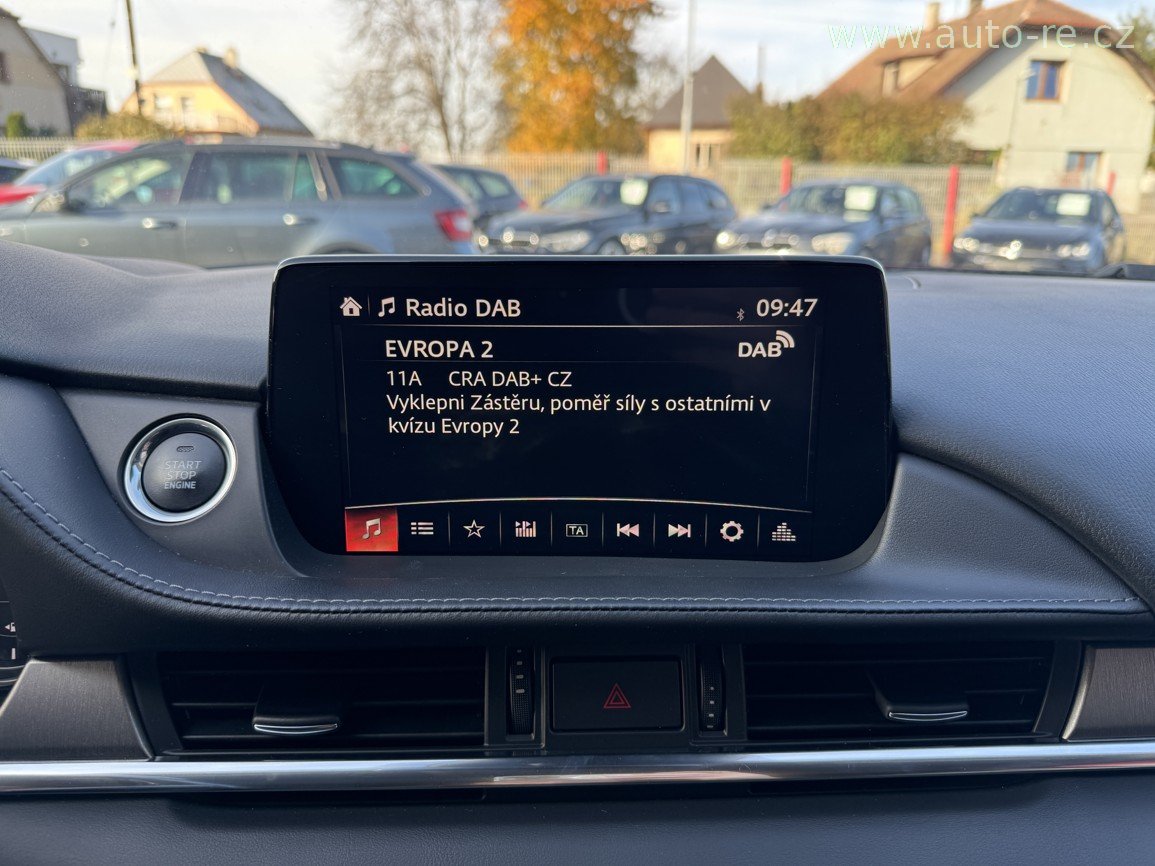 www.auto-re.cz
Radio DAB
09:47
EVROPA 2
DAB
11A CRA DAB+ CZ
Vyklepni Zástěru, poměř síly s ostatními v
kvízu Evropy 2
START
STOP
ENGINE
TA